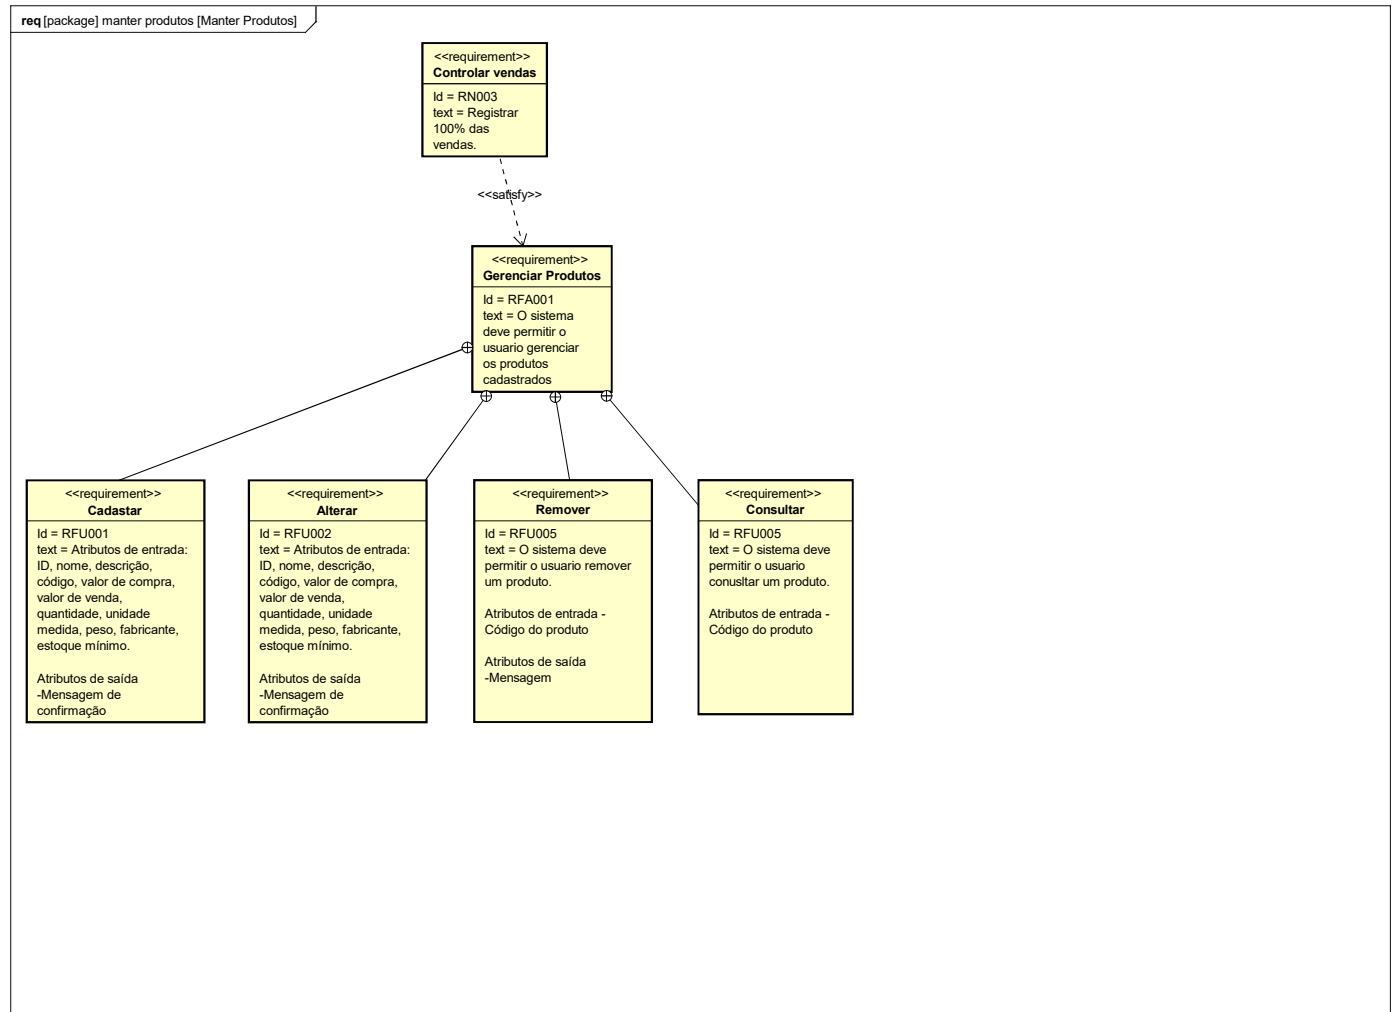 req [package] manter produtos [Manter Produtos]
<<requirement>>
Controlar vendas
Id = RN003
text = Registrar
100% das
vendas.
<<satisfy>>
<<requirement>>
Gerenciar Produtos
Id = RFA001
text = O sistema
deve permitir o
usuario gerenciar
os produtos
cadastrados
<<requirement>>
Cadastar
Id = RFU001
text = Atributos de entrada:
ID, nome, descrição,
código, valor de compra,
valor de venda,
quantidade, unidade
medida, peso, fabricante,
estoque mínimo.
Atributos de saída
-Mensagem de
confirmação
<<requirement>>
Alterar
Id = RFU002
text = Atributos de entrada:
ID, nome, descrição,
código, valor de compra,
valor de venda,
quantidade, unidade
medida, peso, fabricante,
estoque mínimo.
Atributos de saída
-Mensagem de
confirmação
<<requirement>>
Remover
Id = RFU005
text = O sistema deve
permitir o usuario remover
um produto.
Atributos de entrada -
Código do produto
Atributos de saída
-Mensagem
<<requirement>>
Consultar
Id = RFU005
text = O sistema deve
permitir o usuario
conusltar um produto.
Atributos de entrada -
Código do produto